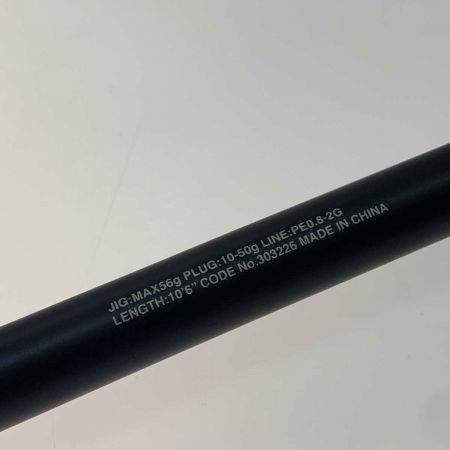 JIG:MAX56g PLUG:10-50g LINE:PE0.8-2G
LENGTH:10'6" CODE No.303226 MADE IN CHINA